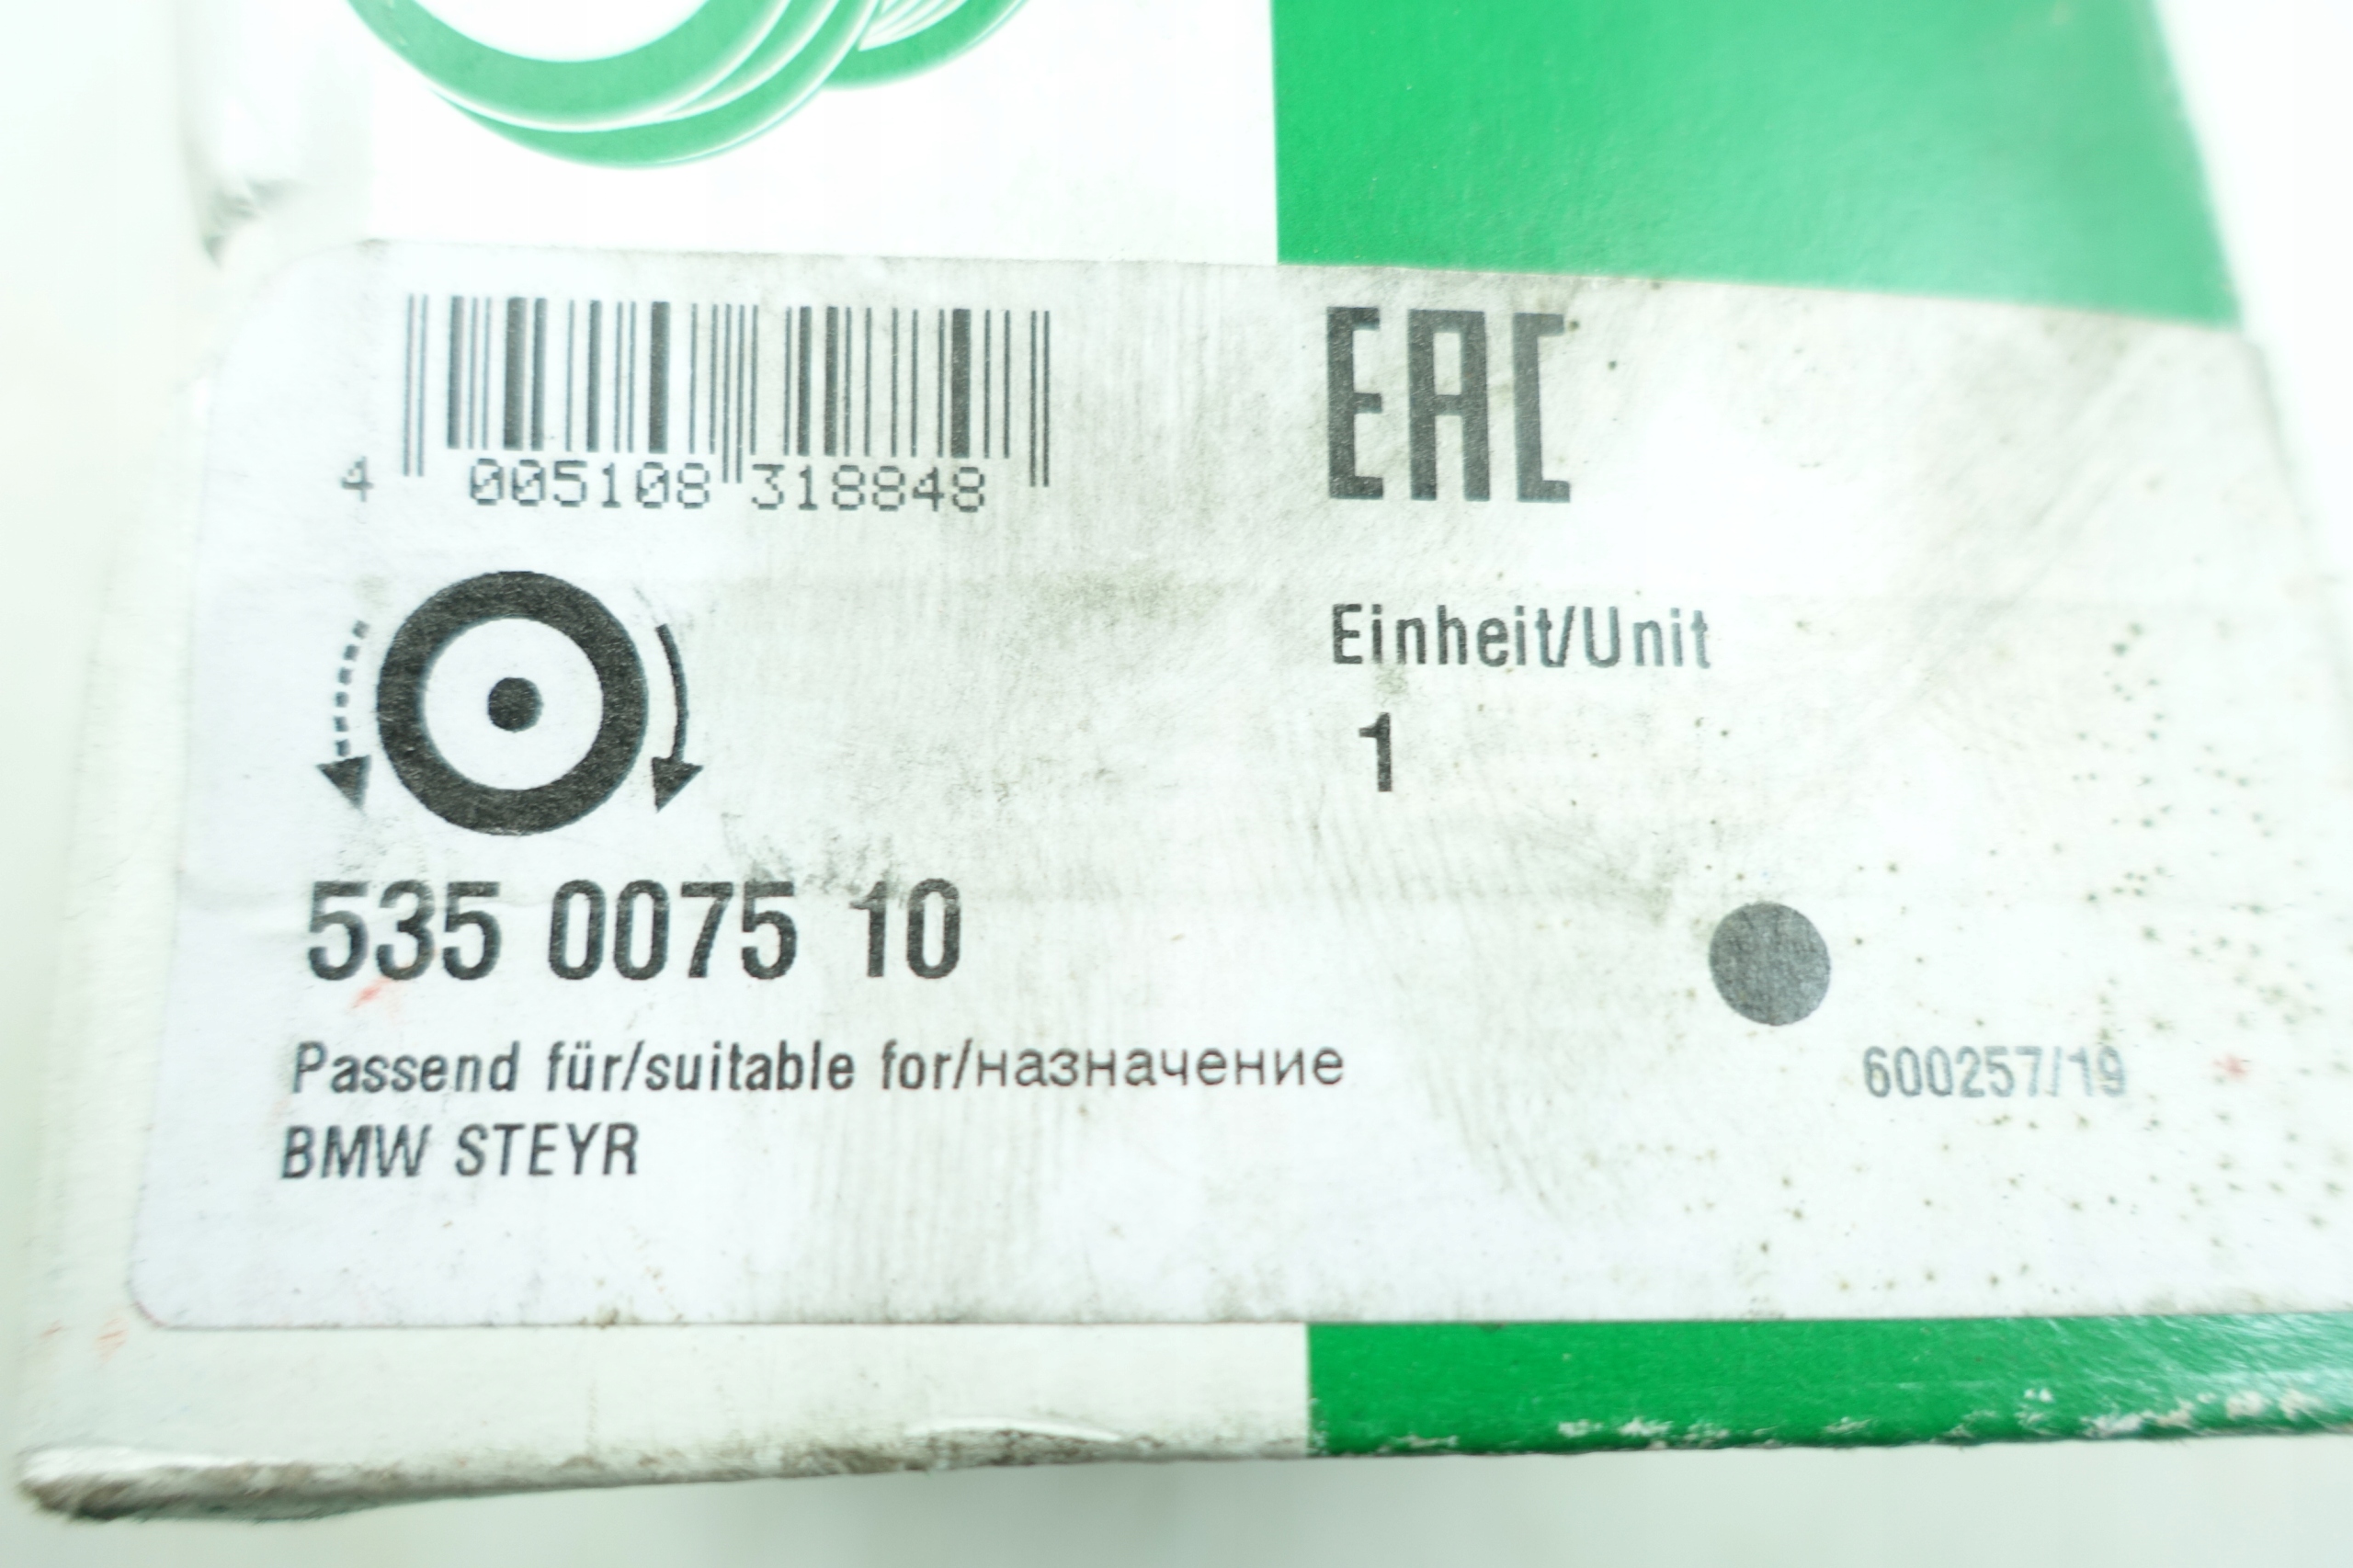 EAC
4 005108 318848
Einheit/Unit
1
535 0075 10
Passend für/suitable for/назначение
BMW STEYR
600257/19